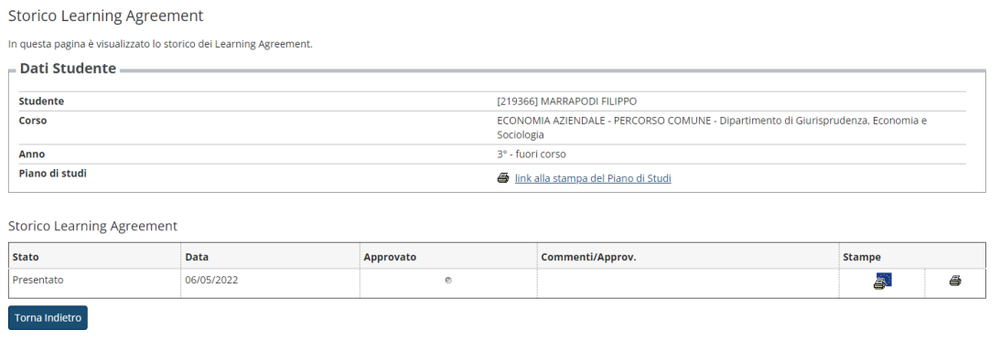 Storico Learning Agreement
In questa pagina è visualizzato lo storico dei Learning Agreement.
Dati Studente
Studente [219366] MARRAPODI FILIPPO
Corso ECONOMIA AZIENDALE - PERCORSO COMUNE - Dipartimento di Giurisprudenza, Economia e
Sociologia
Anno 3° - fuori corso
Piano di studi link alla stampa del Piano di Studi
Storico Learning Agreement
Stato Data Approvato Commenti/Approv. Stampe
Presentato 06/05/2022
Torna Indietro